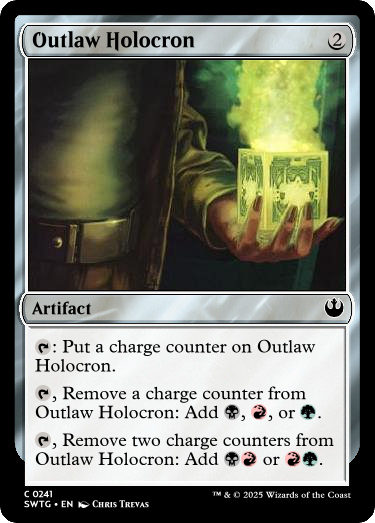 Outlaw Holocron 2
Artifact
: Put a charge counter on Outlaw
Holocron.
, Remove a charge counter from
Outlaw Holocron: Add , , or .
, Remove two charge counters from
Outlaw Holocron: Add or .
C 0241
SWTG • EN Chris Trevas
™ & © 2025 Wizards of the Coast